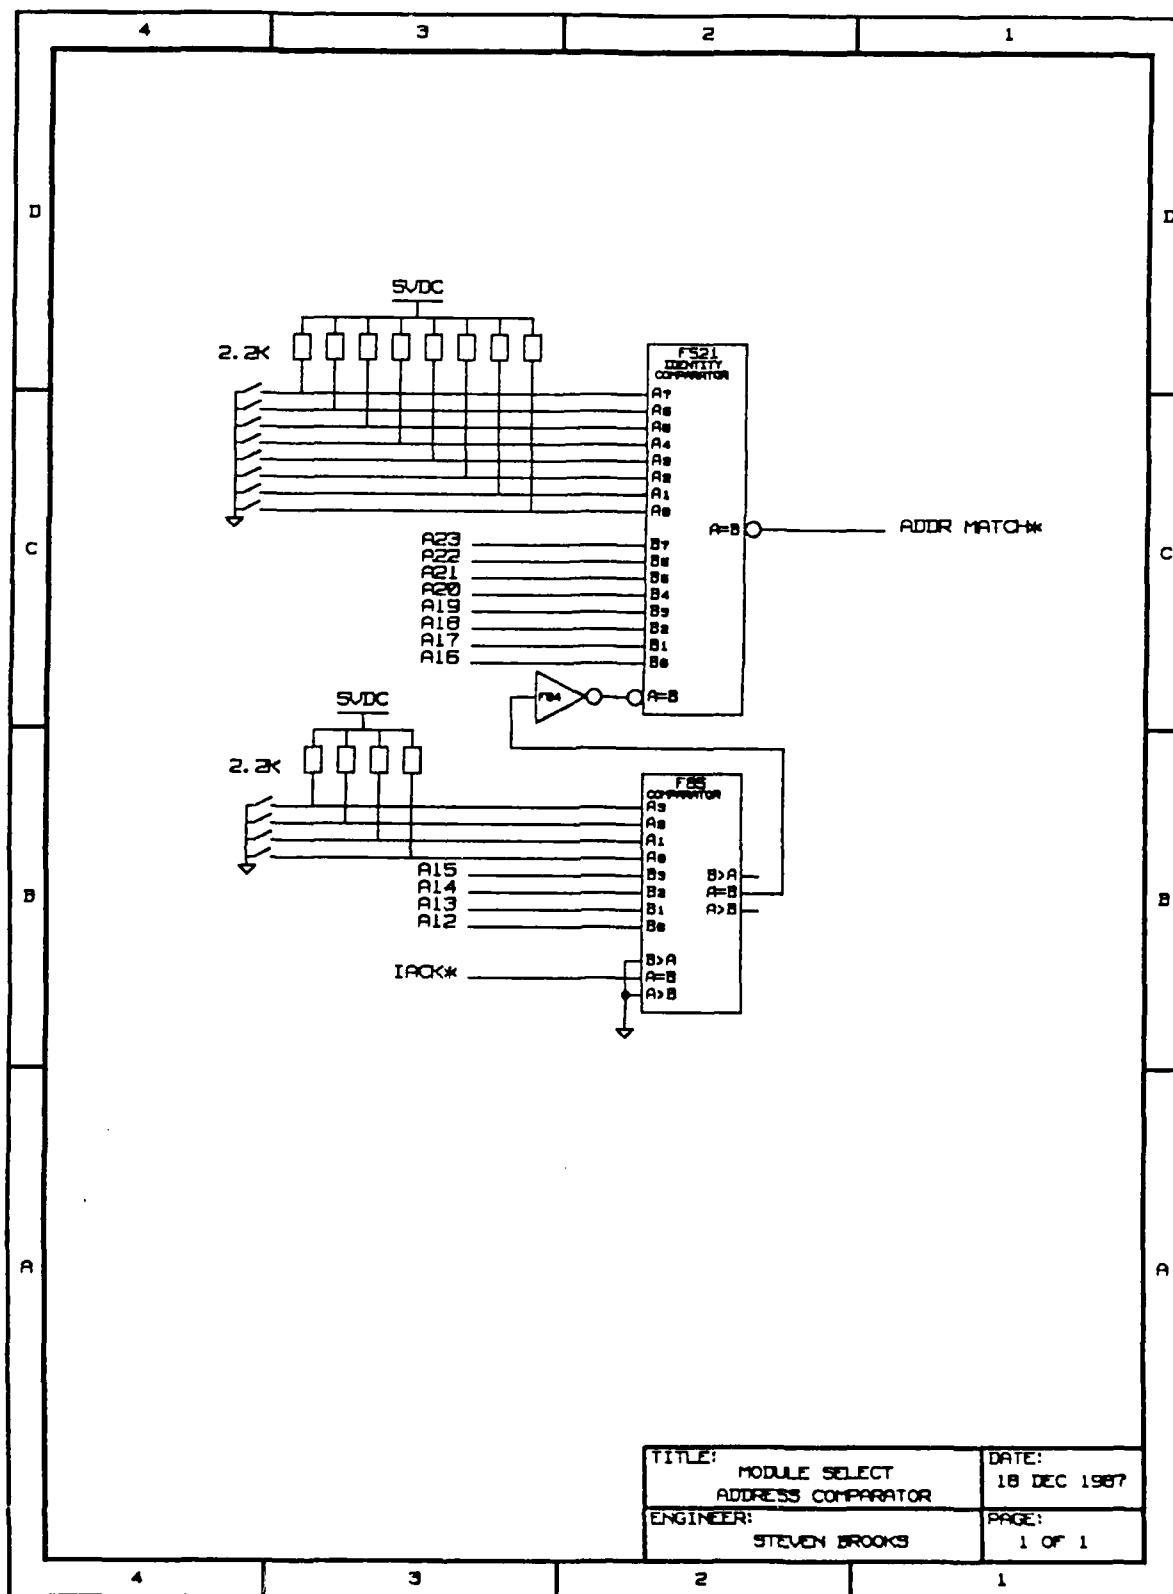 4 3 2 1
D D
5VDC
2.2K
F521
IDENTITY
COMPARATOR
A7
A6
A5
A4
A3
A2
A1
A0
A=B ADDR MATCH*
C C
A23 B7
A22 B6
A21 B5
A20 B4
A19 B3
A18 B2
A17 B1
A16 B0
F04 A=B
5VDC
2.2K
F85
COMPARATOR
A3
A2
A1
A0
A15 B3 B>A
A14 B2 A=B
A13 B1 A>B
A12 B0
B B
B>A
IACK* A=B
A>B
A A
TITLE: DATE:
MODULE SELECT 18 DEC 1987
ADDRESS COMPARATOR
ENGINEER: PAGE:
STEVEN BROOKS 1 OF 1
4 3 2 1